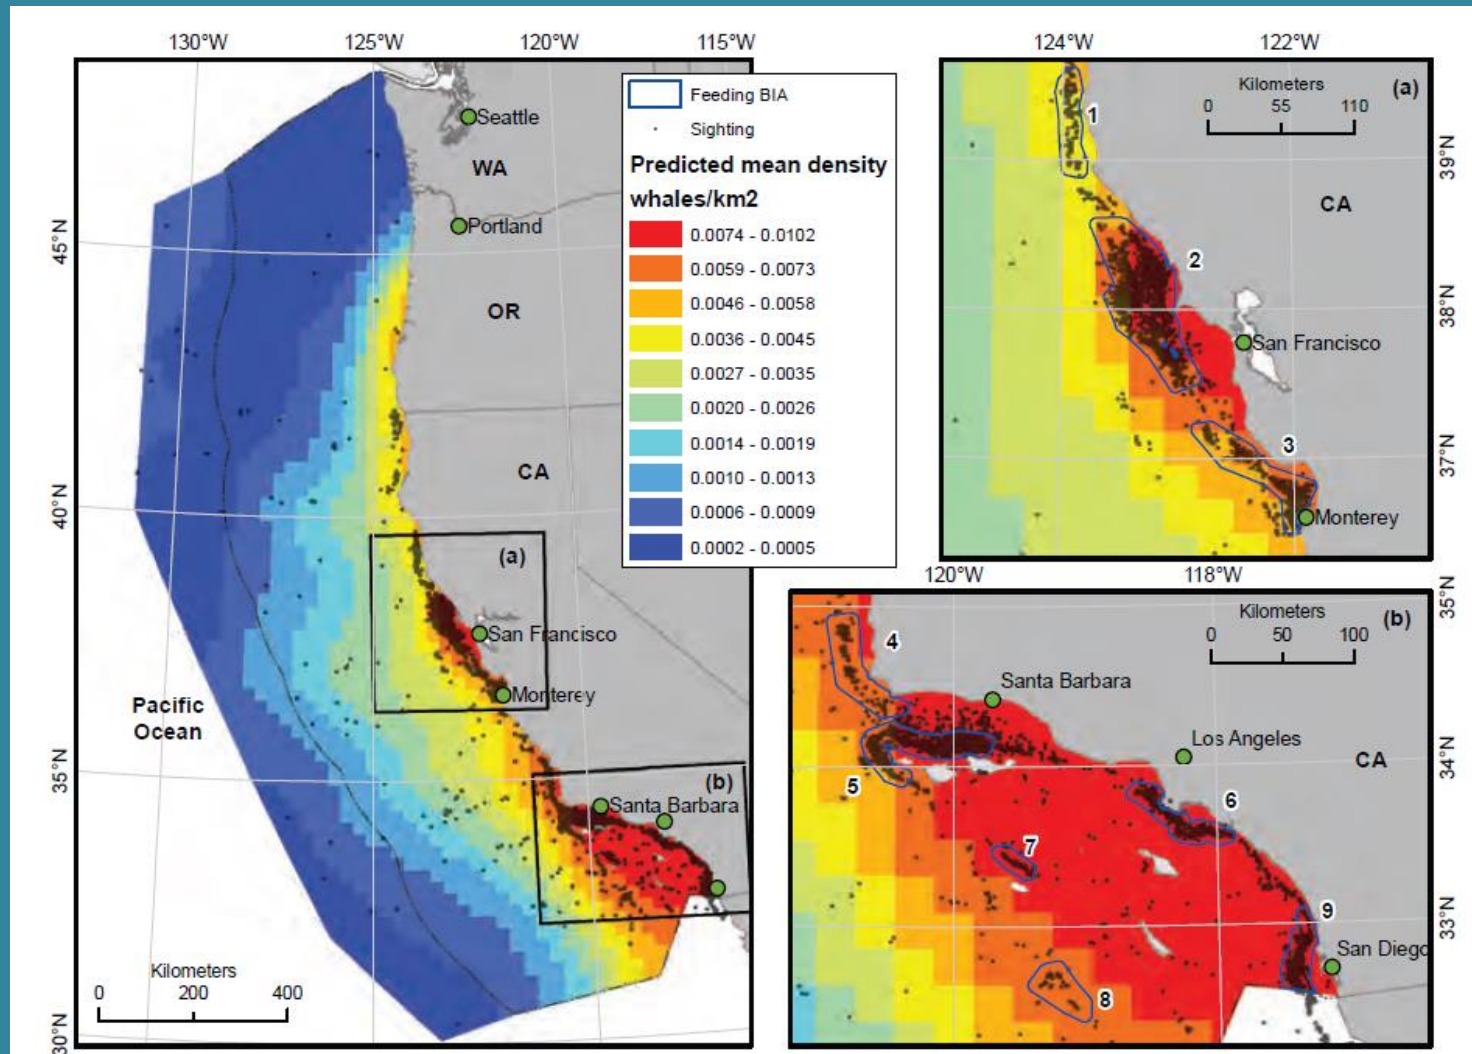 130°W
125°W
120°W
115°W
45°N
40°N
35°N
30°N
Seattle
WA
Portland
OR
CA
(a)
San Francisco
Monterey
Pacific
Ocean
(b)
Santa Barbara
Kilometers
0 200 400
Feeding BIA
Sighting
Predicted mean density
whales/km2
0.0074 - 0.0102
0.0059 - 0.0073
0.0046 - 0.0058
0.0036 - 0.0045
0.0027 - 0.0035
0.0020 - 0.0026
0.0014 - 0.0019
0.0010 - 0.0013
0.0006 - 0.0009
0.0002 - 0.0005
124°W
122°W
Kilometers
(a)
0 55 110
1
39°N
CA
2
38°N
San Francisco
3
37°N
Monterey
120°W
118°W
35°N
Kilometers
(b)
0 50 100
4
Santa Barbara
Los Angeles
CA
34°N
5
6
7
9
33°N
San Diego
8